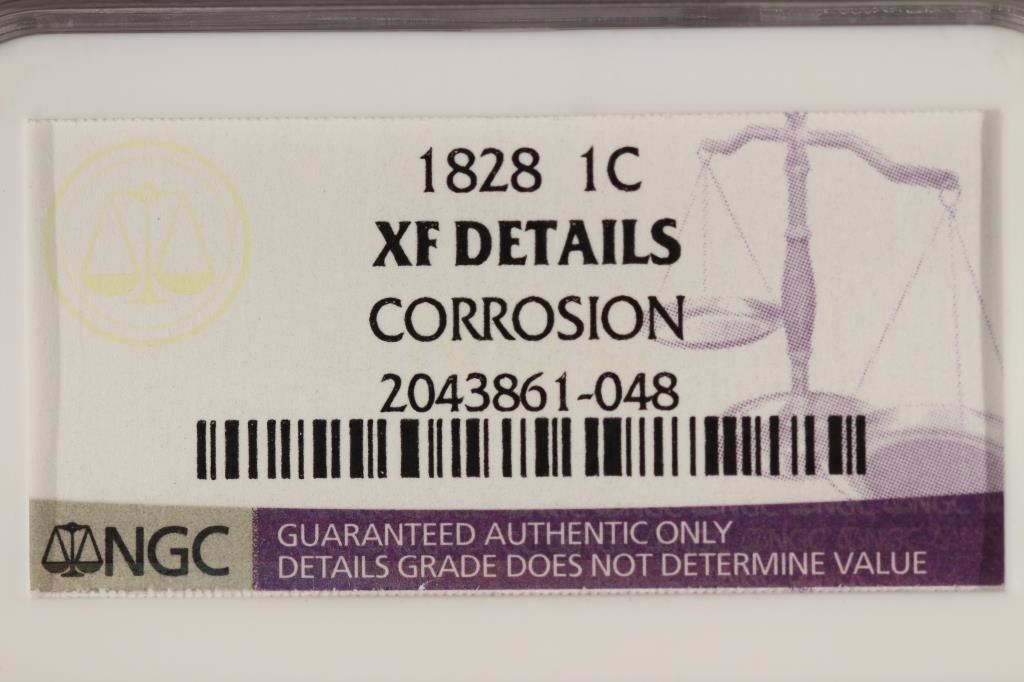 1828 1C
XF DETAILS
CORROSION
2043861-048
NGC
GUARANTEED AUTHENTIC ONLY
DETAILS GRADE DOES NOT DETERMINE VALUE